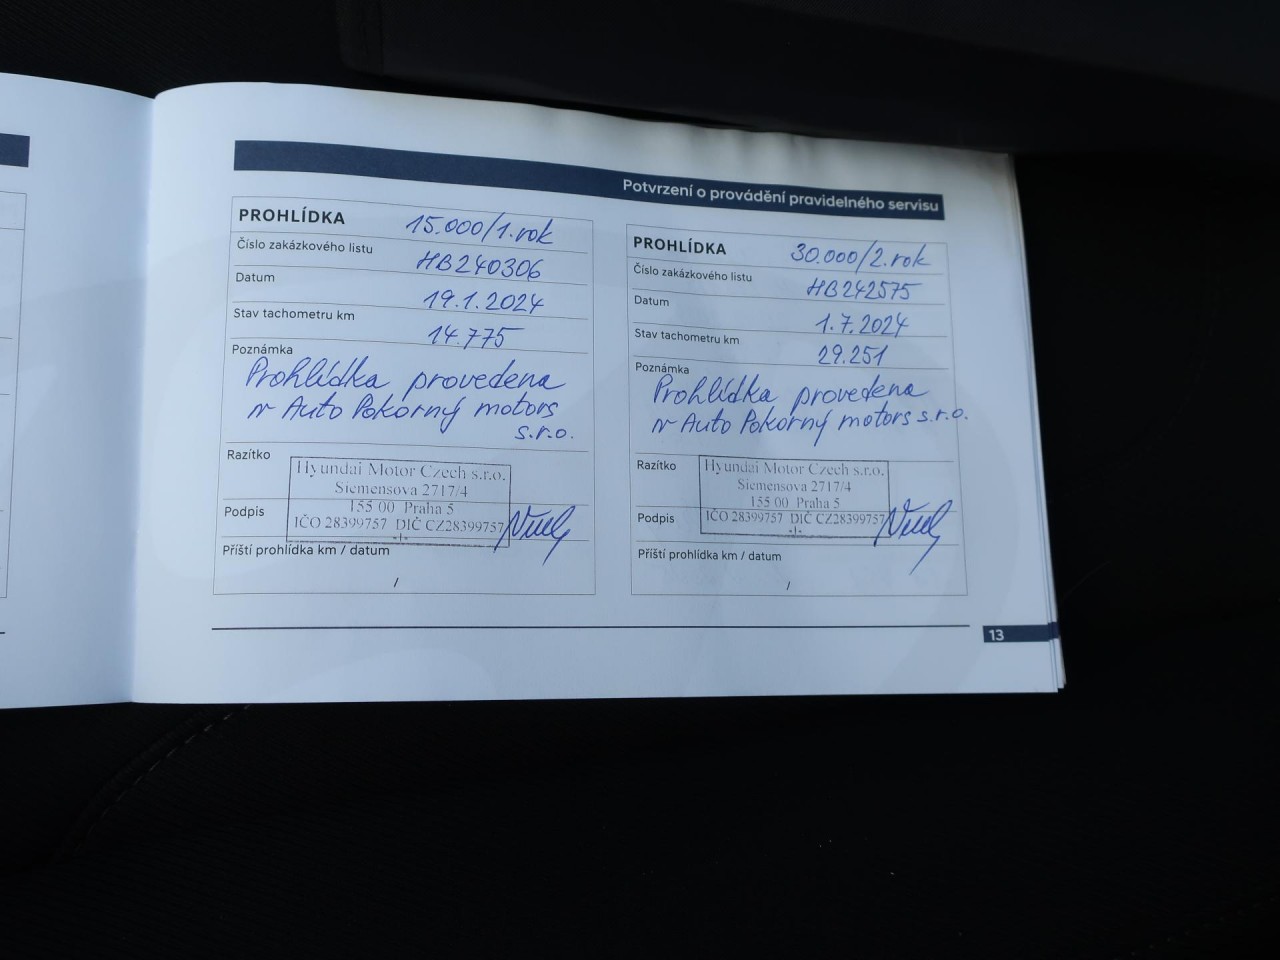 Potvrzení o provádění pravidelného servisu
PROHLÍDKA 15.000/1.rok
Číslo zakázkového listu HB240306
Datum 19.1.2024
Stav tachometru km 14.775
Poznámka
Prohlídka provedena
v Auto Pokorný motors
s.r.o.
Razítko
Hyundai Motor Czech s.r.o.
Siemensova 2717/4
155 00 Praha 5
IČO 28399757 DIČ CZ28399757
-1-
Podpis
Příští prohlídka km / datum
/
PROHLÍDKA 30.000/2.rok
Číslo zakázkového listu HB242575
Datum 1.7.2024
Stav tachometru km 29.251
Poznámka
Prohlídka provedena
v Auto Pokorný motors s.r.o.
Razítko
Hyundai Motor Czech s.r.o.
Siemensova 2717/4
155 00 Praha 5
IČO 28399757 DIČ CZ28399757
-1-
Podpis
Příští prohlídka km / datum
/
13